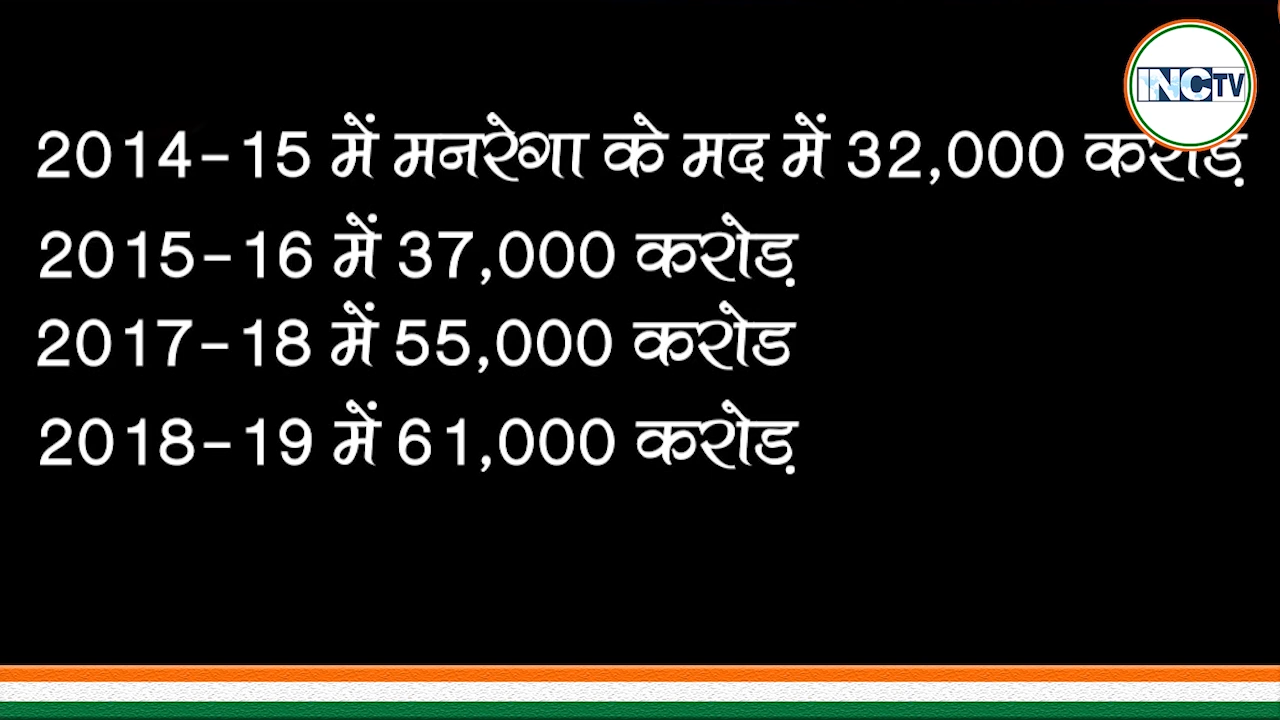 INCTV
2014-15 में मनरेगा के मद में 32,000 करोड़
2015-16 में 37,000 करोड़
2017-18 में 55,000 करोड
2018-19 में 61,000 करोड़